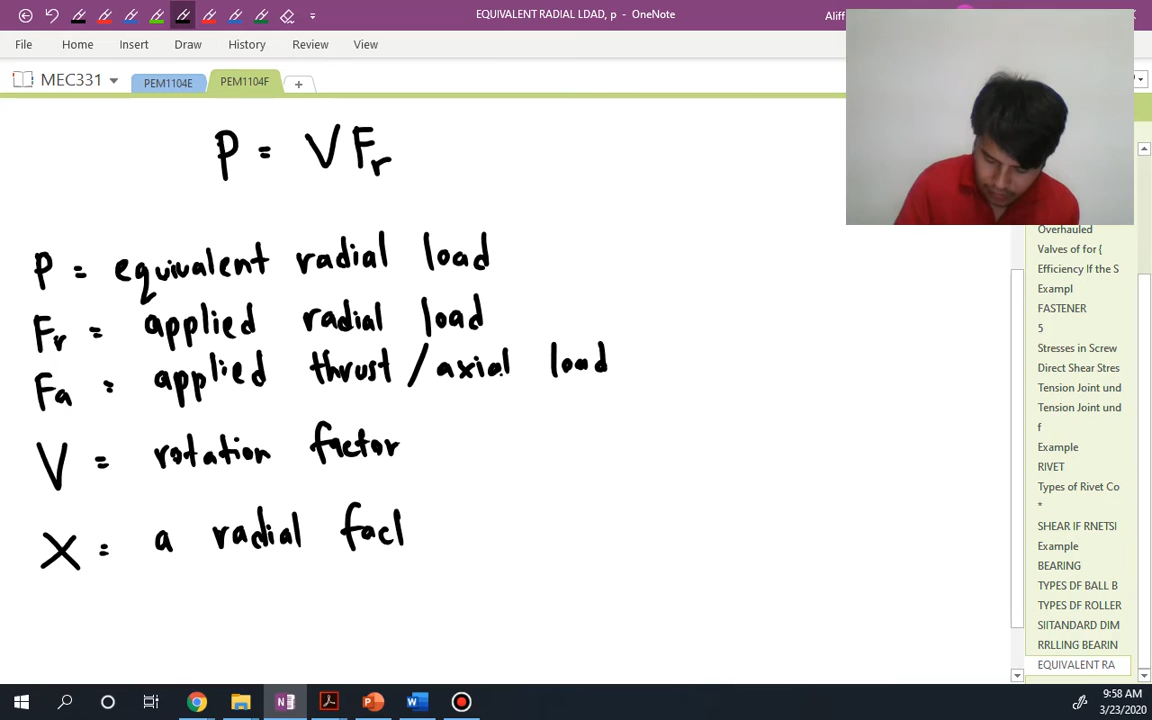 EQUIVALENT RADIAL LDAD, p - OneNote
Aliff
File Home Insert Draw History Review View
MEC331
PEM1104E
PEM1104F
P = VFr
P = equivalent radial load
Fr = applied radial load
Fa = applied thrust/axial load
V = rotation factor
X = a radial facl
Overhauled
Valves of for {
Efficiency If the S
Exampl
FASTENER
5
Stresses in Screw
Direct Shear Stres
Tension Joint und
Tension Joint und
f
Example
RIVET
Types of Rivet Co
*
SHEAR IF RNETSI
Example
BEARING
TYPES DF BALL B
TYPES DF ROLLER
SIITANDARD DIM
RRLLING BEARIN
EQUIVALENT RA
9:58 AM
3/23/2020